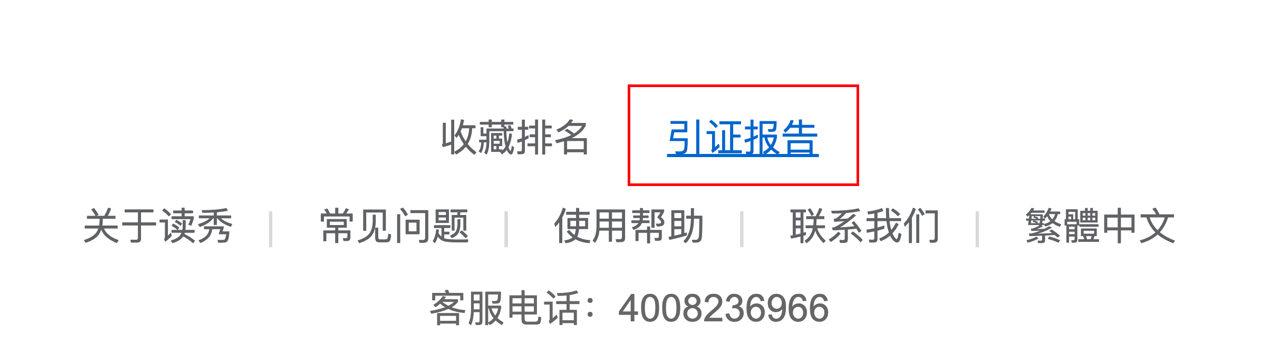 收藏排名 引证报告
关于读秀 | 常见问题 | 使用帮助 | 联系我们 | 繁體中文
客服电话：4008236966